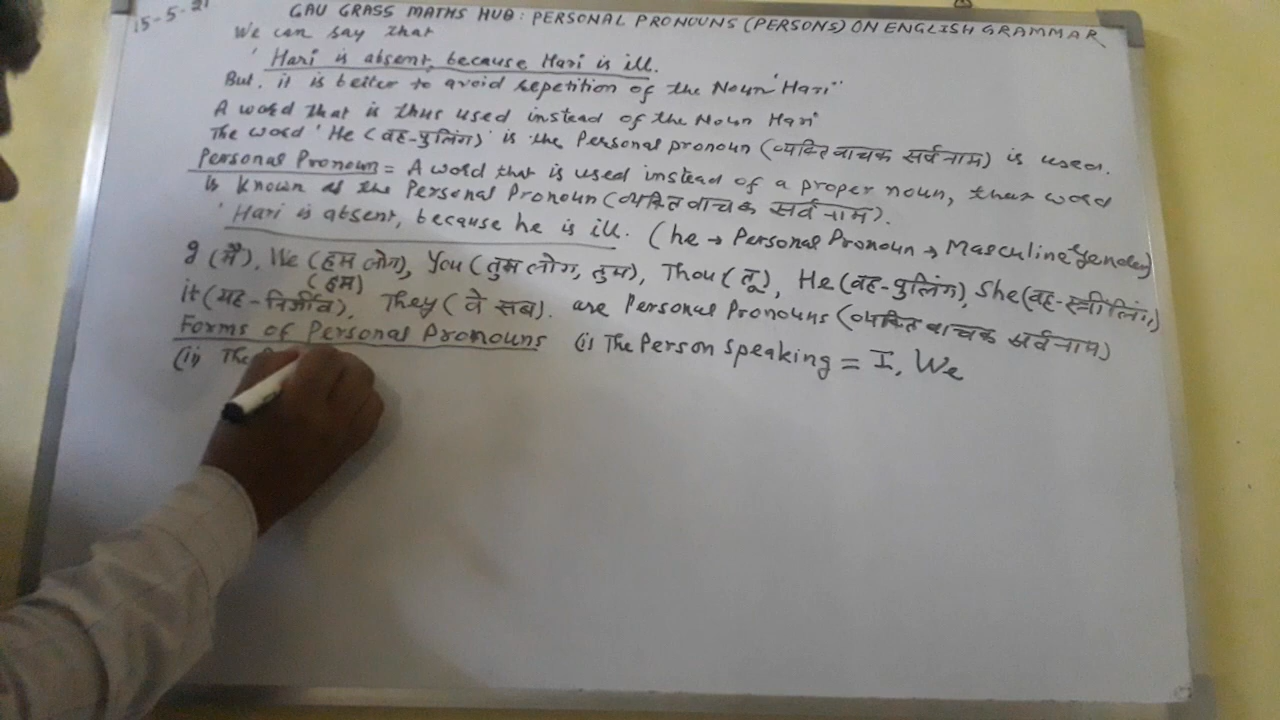 15-5-21
GAU GRASS MATHS HUB: PERSONAL PRONOUNS (PERSONS) ON ENGLISH GRAMMAR
We can say that
' Hari is absent, because Hari is ill.
But, it is better to avoid repetition of the Noun 'Hari"
A word that is thus used instead of the Noun Hari'
The word 'He (वह-पुलिंग)' is the Personal pronoun (व्यक्तिवाचक सर्वनाम) is used.
Personal Pronoun = A word that is used instead of a proper noun, that word
is known as the Personal Pronoun (व्यक्तिवाचक सर्वनाम).
'Hari is absent, because he is ill. (he → Personal Pronoun → Masculine Gender)
I (मैं), We (हम लोग), You (तुम लोग, तुम), Thou (तू), He (वह-पुलिंग), She (वह-स्त्रीलिंग)
(हम)
it (यह-निर्जीव), They (वे सब). are Personal Pronouns (व्यक्तिवाचक सर्वनाम)
Forms of Personal Pronouns (i) The Person Speaking = I, We
(ii) The